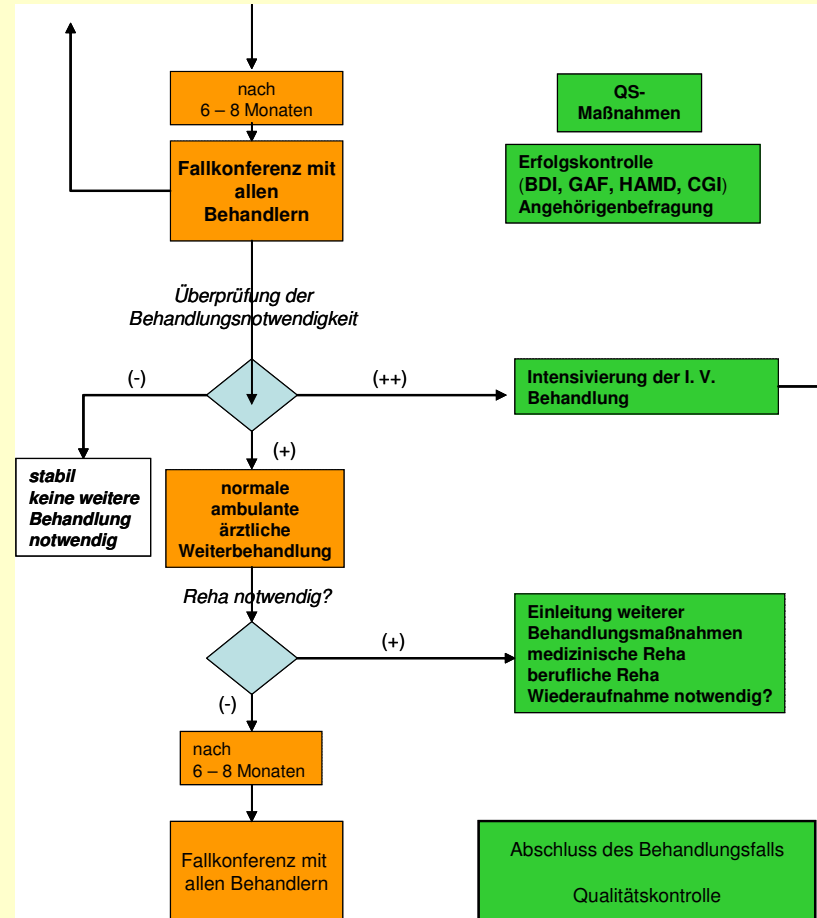 nach
6 – 8 Monaten
QS-
Maßnahmen
Fallkonferenz mit
allen
Behandlern
Erfolgskontrolle
(BDI, GAF, HAMD, CGI)
Angehörigenbefragung
Überprüfung der
Behandlungsnotwendigkeit
(-)
(++)
Intensivierung der I. V.
Behandlung
(+)
stabil
keine weitere
Behandlung
notwendig
normale
ambulante
ärztliche
Weiterbehandlung
Reha notwendig?
(+)
Einleitung weiterer
Behandlungsmaßnahmen
medizinische Reha
berufliche Reha
Wiederaufnahme notwendig?
(-)
nach
6 – 8 Monaten
Fallkonferenz mit
allen Behandlern
Abschluss des Behandlungsfalls
Qualitätskontrolle